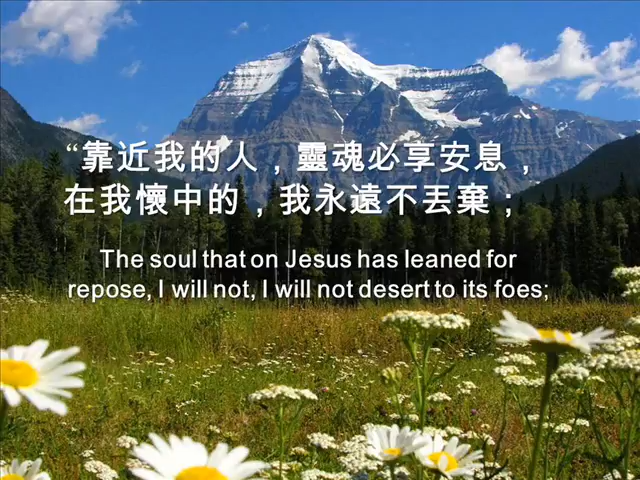 “靠近我的人，靈魂必享安息，
在我懷中的，我永遠不丟棄；
The soul that on Jesus has leaned for
repose, I will not, I will not desert to its foes;